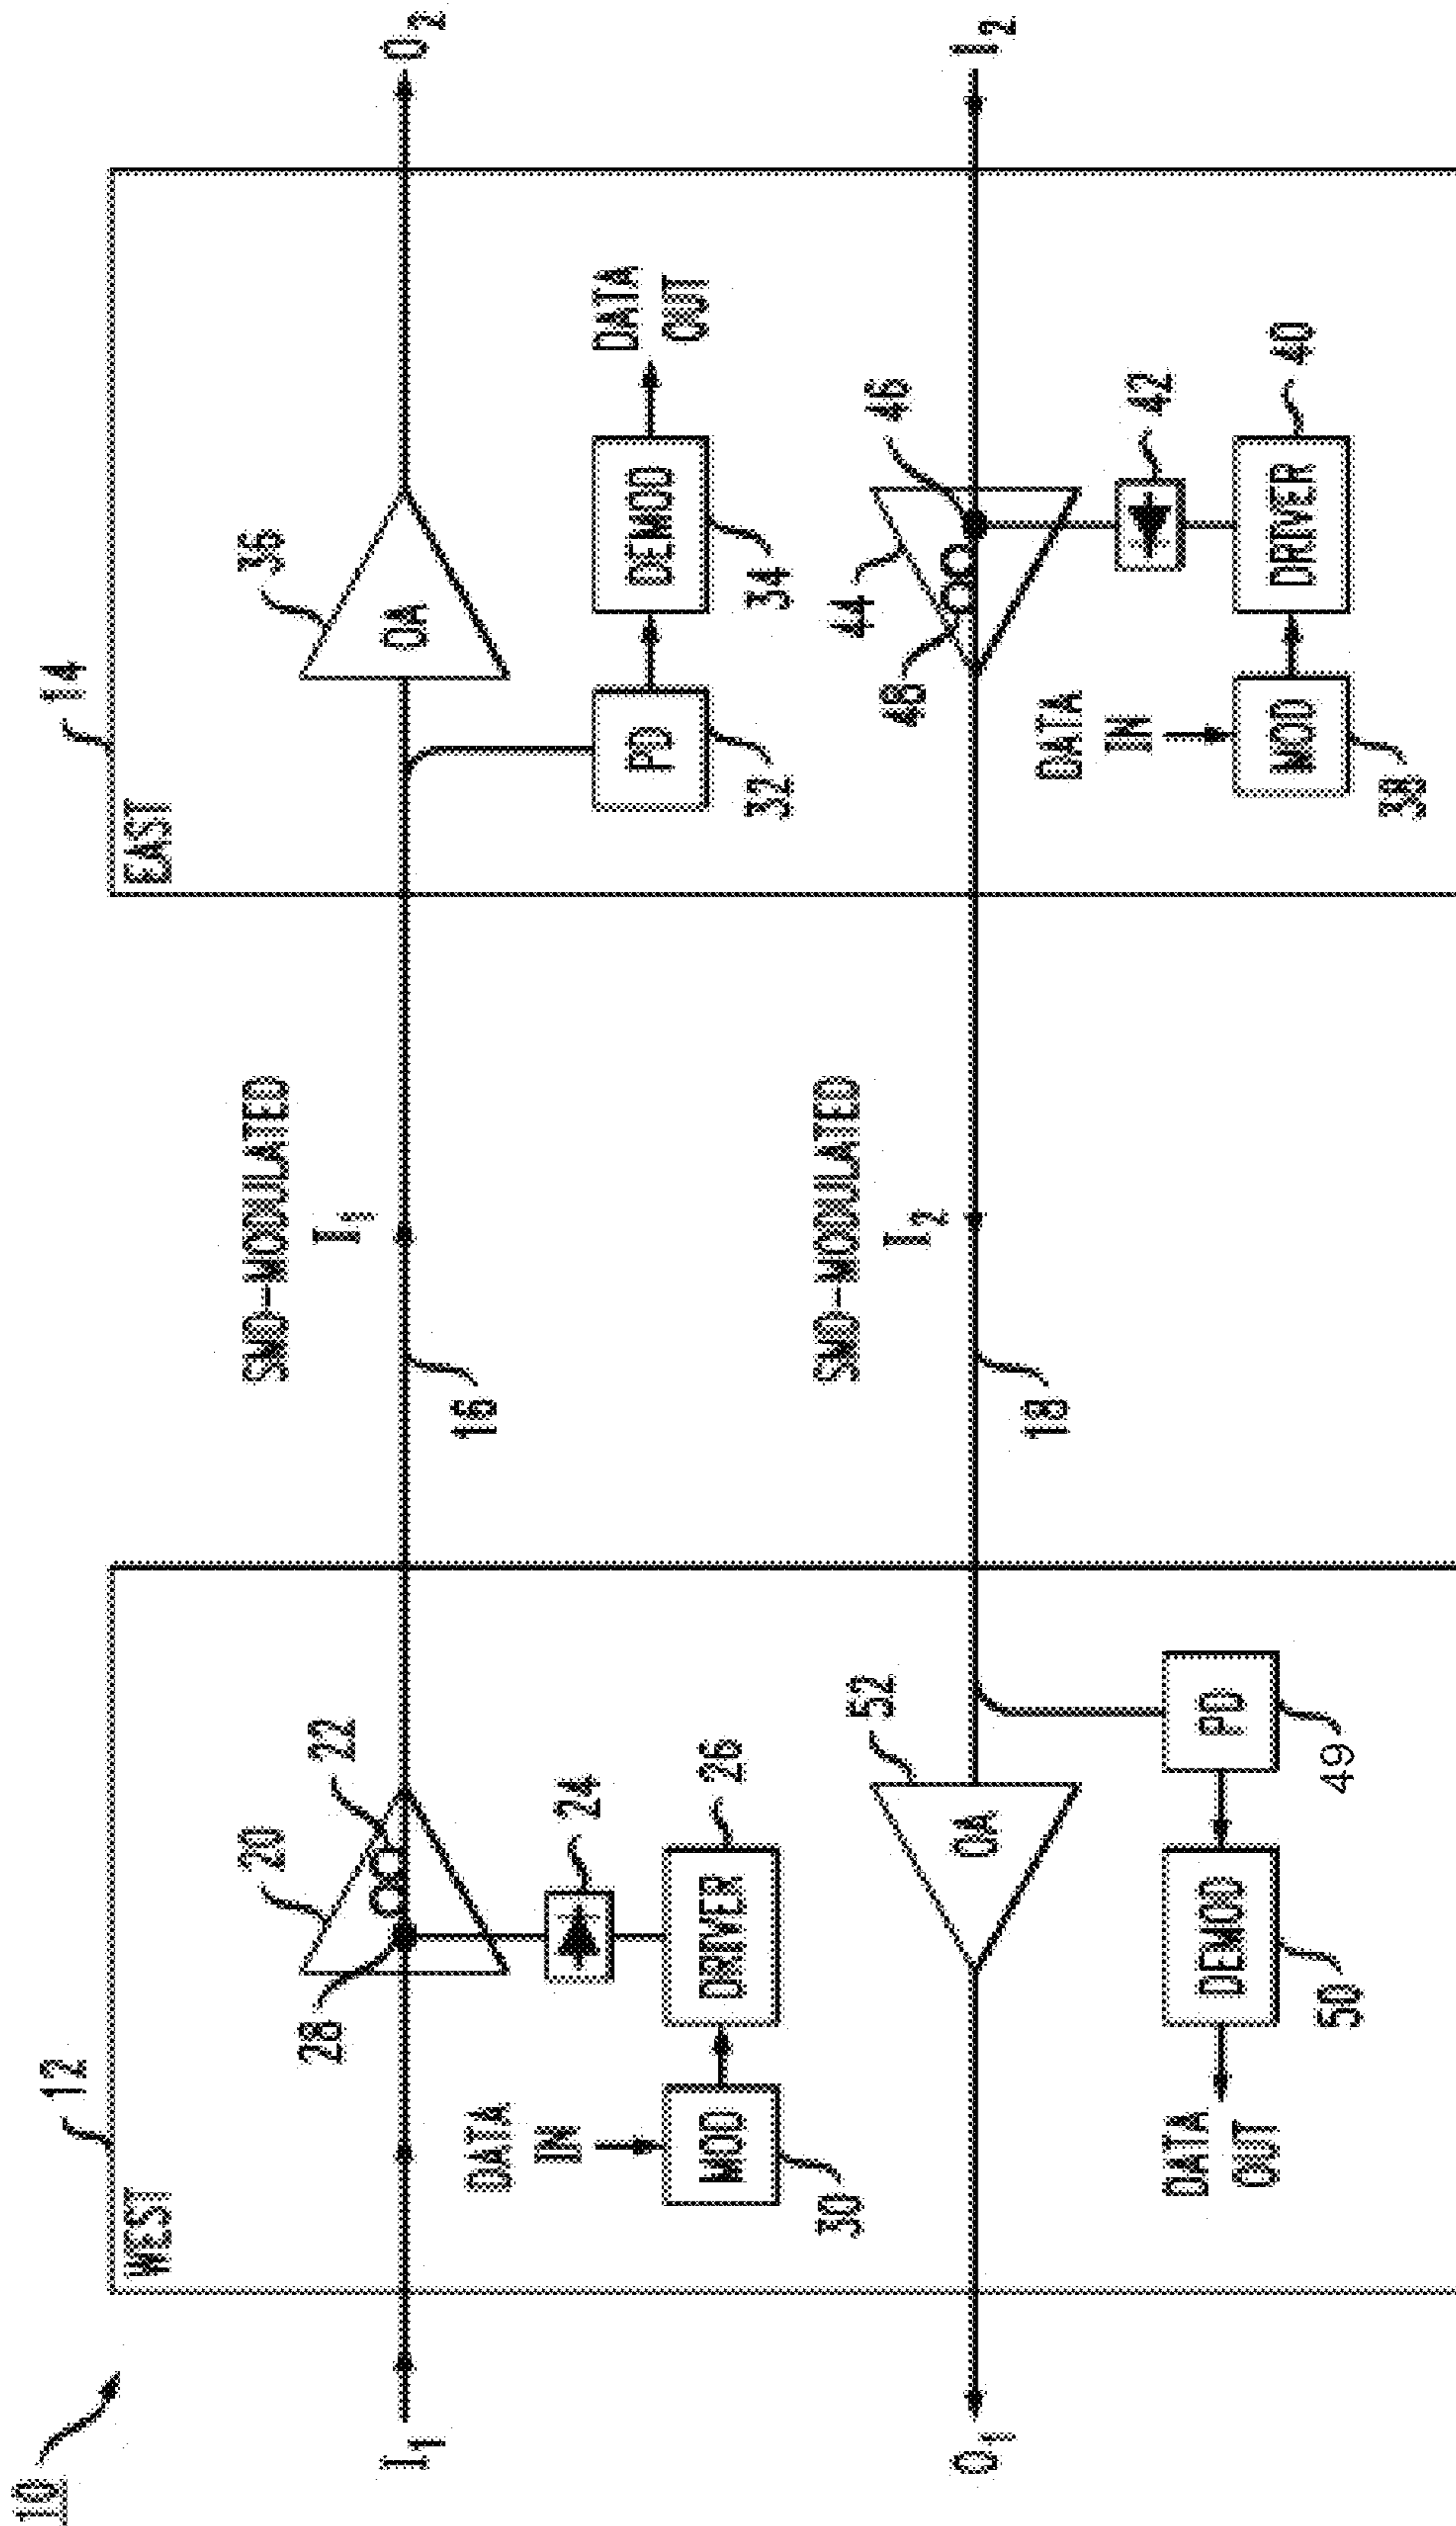 10
12
WEST
I1
20
22
28
24
26
DRIVER
DATA
IN
MOD
30
O1
52
OA
PD
49
DEMOD
50
DATA
OUT
SMD-MODULATED
I1
16
SMD-MODULATED
I2
18
14
EAST
36
OA
O2
PD
32
DEMOD
34
DATA
OUT
44
46
48
I2
42
DATA
IN
MOD
38
DRIVER
40